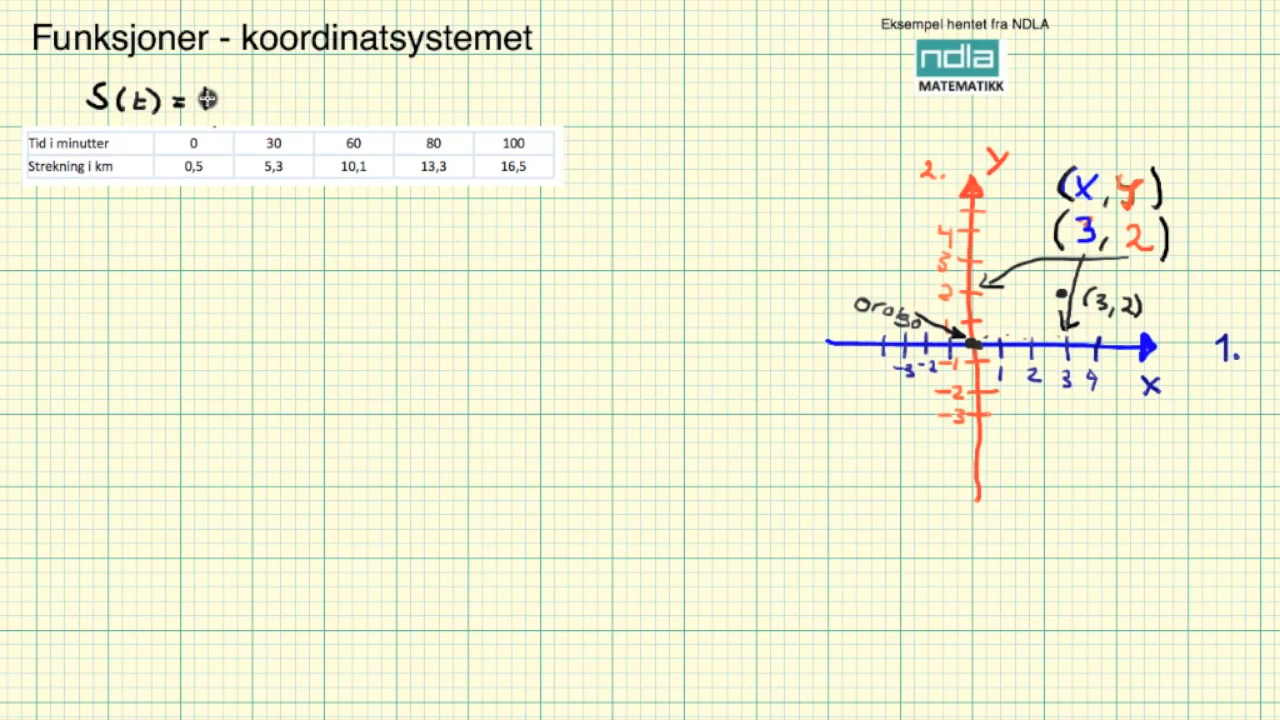 Funksjoner - koordinatsystemet
Eksempel hentet fra NDLA
ndla
MATEMATIKK
S(t) =
Tid i minutter 0 30 60 80 100
Strekning i km 0,5 5,3 10,1 13,3 16,5
2. y
(x, y)
(3, 2)
4
3
2
1
(3,2)
origo
-3 -2 1 2 3 4
x
1.
-1
-2
-3